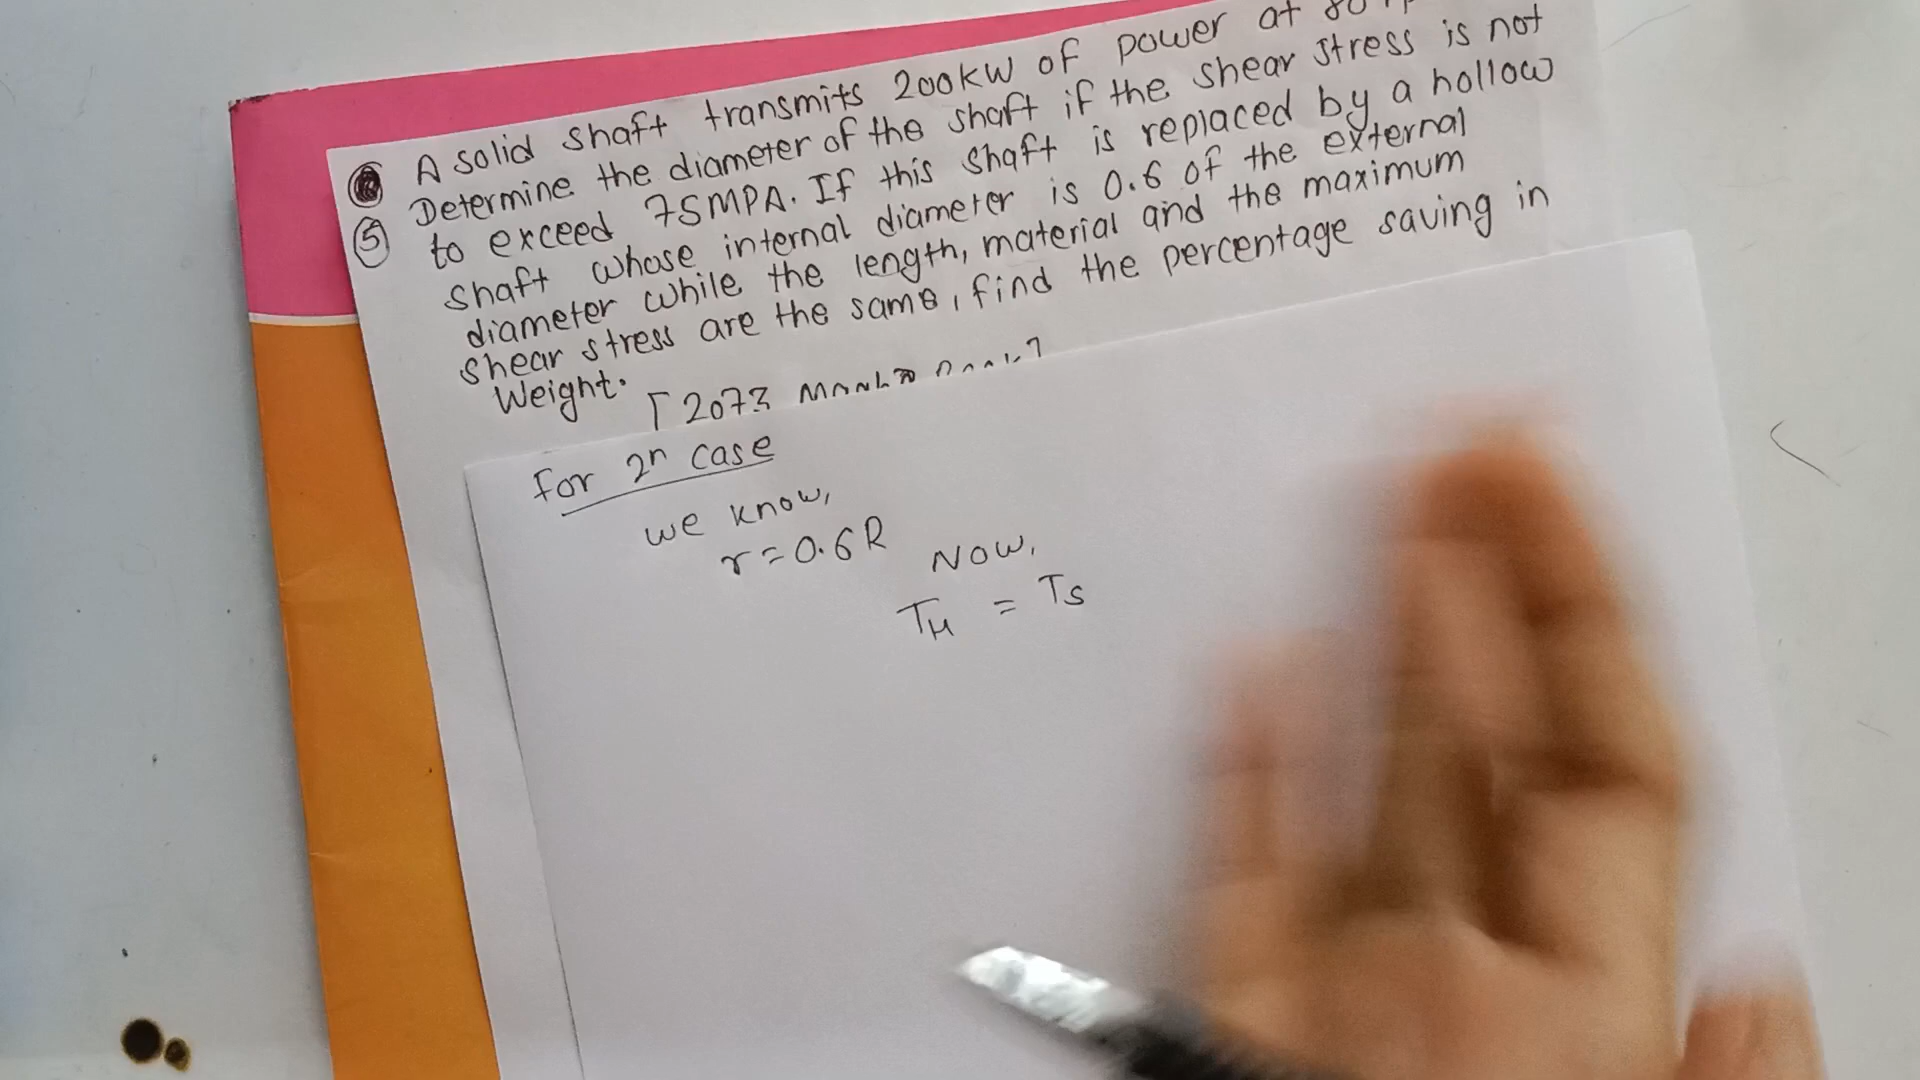 A solid shaft transmits 200KW of power at 80
Determine the diameter of the shaft if the shear stress is not
⑤ to exceed 75MPA. If this shaft is replaced by a hollow
shaft whose internal diameter is 0.6 of the external
diameter while the length, material and the maximum
shear stress are the same, find the percentage saving in
Weight.
[2073
For 2n case
we know,
r = 0.6R
Now,
TH = Ts